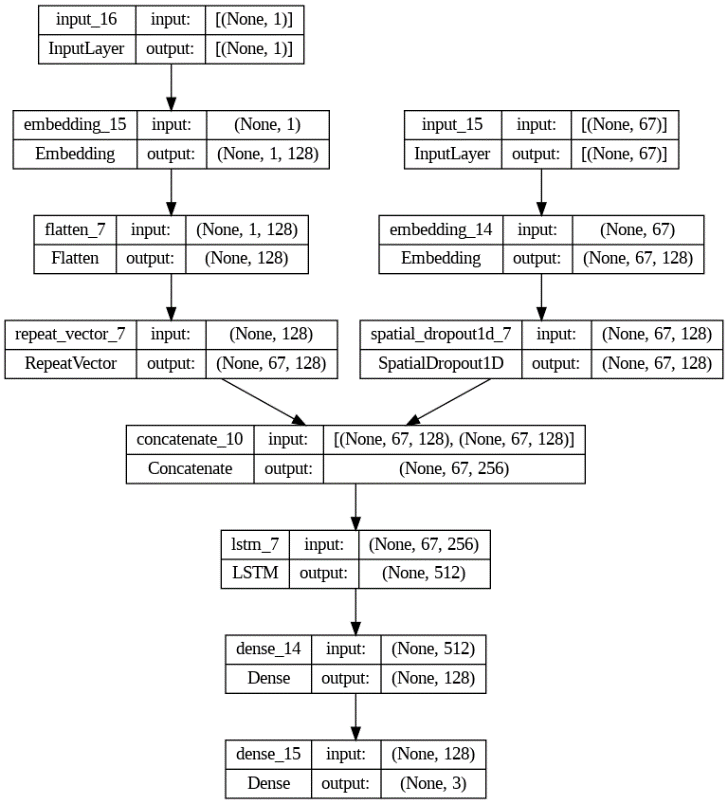 input_16 input: [(None, 1)]
InputLayer output: [(None, 1)]
embedding_15 input: (None, 1)
Embedding output: (None, 1, 128)
input_15 input: [(None, 67)]
InputLayer output: [(None, 67)]
flatten_7 input: (None, 1, 128)
Flatten output: (None, 128)
embedding_14 input: (None, 67)
Embedding output: (None, 67, 128)
repeat_vector_7 input: (None, 128)
RepeatVector output: (None, 67, 128)
spatial_dropout1d_7 input: (None, 67, 128)
SpatialDropout1D output: (None, 67, 128)
concatenate_10 input: [(None, 67, 128), (None, 67, 128)]
Concatenate output: (None, 67, 256)
lstm_7 input: (None, 67, 256)
LSTM output: (None, 512)
dense_14 input: (None, 512)
Dense output: (None, 128)
dense_15 input: (None, 128)
Dense output: (None, 3)